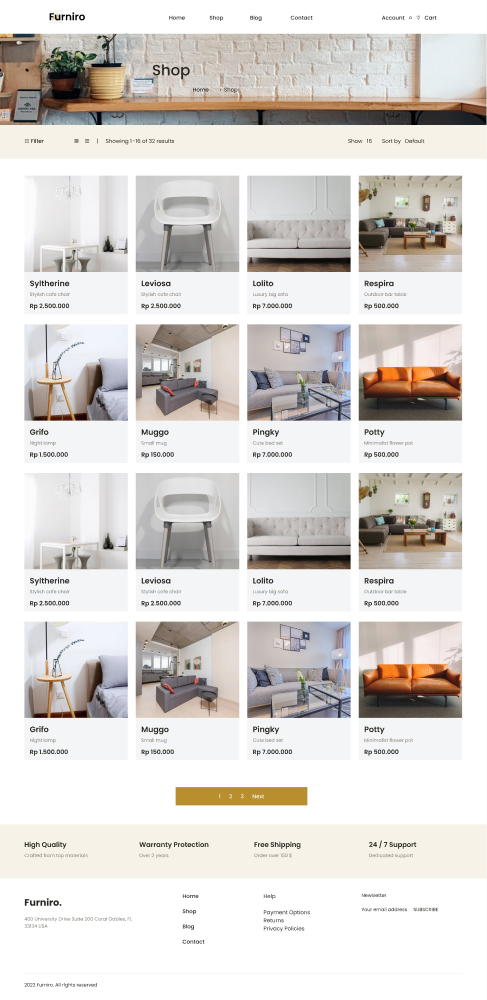 Furniro
Home Shop Blog Contact
Account Cart
Shop
Home › Shop
Filter | Showing 1–16 of 32 results
Show 16 Sort by Default
Syltherine Leviosa Lolito Respira
Stylish cafe chair Stylish cafe chair Luxury big sofa Outdoor bar table
Rp 2.500.000 Rp 2.500.000 Rp 7.000.000 Rp 500.000
Grifo Muggo Pingky Potty
Night lamp Small mug Cute bed set Minimalist flower pot
Rp 1.500.000 Rp 150.000 Rp 7.000.000 Rp 500.000
Syltherine Leviosa Lolito Respira
Stylish cafe chair Stylish cafe chair Luxury big sofa Outdoor bar table
Rp 2.500.000 Rp 2.500.000 Rp 7.000.000 Rp 500.000
Grifo Muggo Pingky Potty
Night lamp Small mug Cute bed set Minimalist flower pot
Rp 1.500.000 Rp 150.000 Rp 7.000.000 Rp 500.000
1 2 3 Next
High Quality Warranty Protection Free Shipping 24 / 7 Support
Crafted from top materials Over 2 years Order over 150 $ Dedicated support
Furniro.
400 University Drive Suite 200 Coral Gables, FL
33134 USA
Home
Shop
Blog
Contact
Help
Payment Options
Returns
Privacy Policies
Newsletter
Your email address SUBSCRIBE
2022 Furniro. All rights reserved